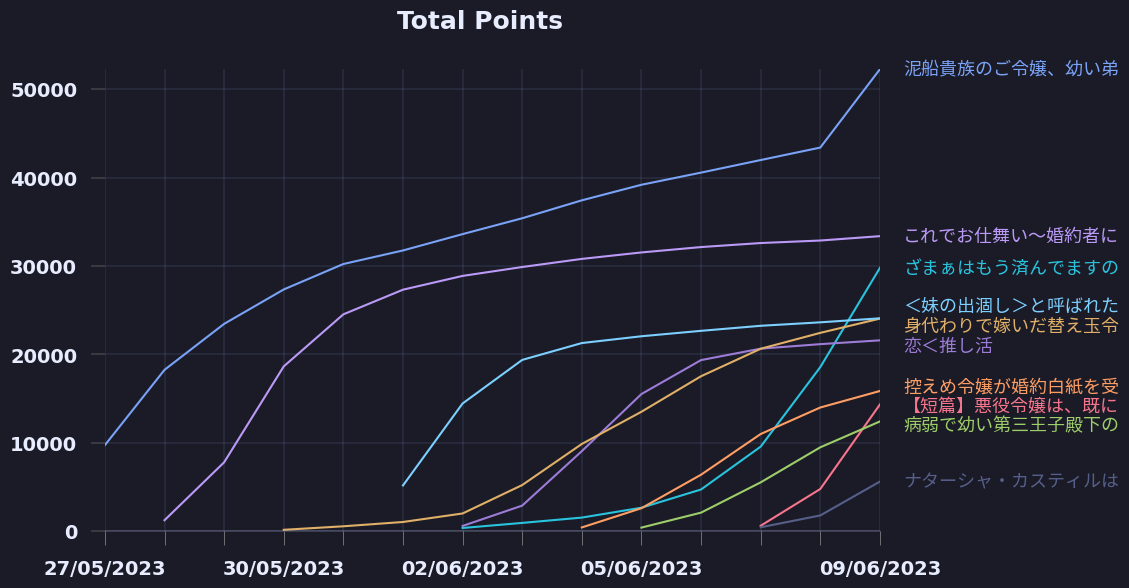 Total Points
50000
40000
30000
20000
10000
0
27/05/2023 30/05/2023 02/06/2023 05/06/2023 09/06/2023
泥船貴族のご令嬢、幼い弟
これでお仕舞い～婚約者に
ざまぁはもう済んでますの
＜妹の出涸し＞と呼ばれた
身代わりで嫁いだ替え玉令
恋＜推し活
控えめ令嬢が婚約白紙を受
【短篇】悪役令嬢は、既に
病弱で幼い第三王子殿下の
ナターシャ・カスティルは